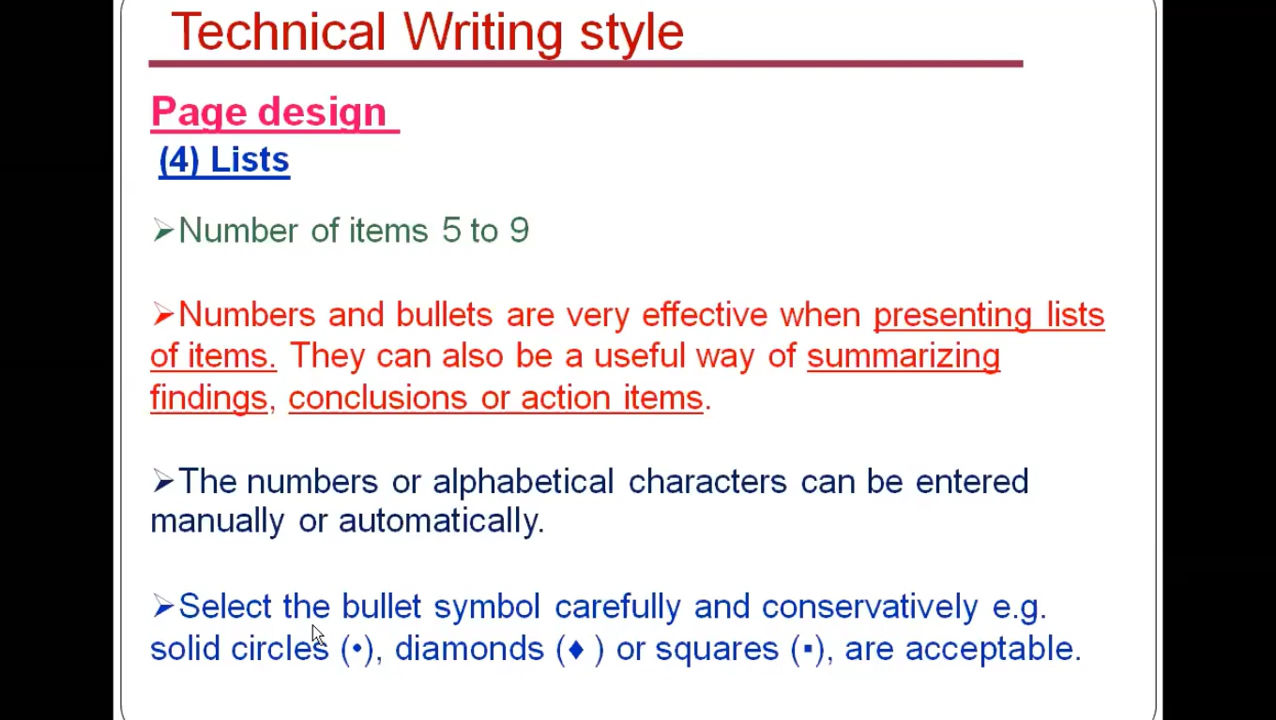 Technical Writing style
Page design
(4) Lists
➢Number of items 5 to 9
➢Numbers and bullets are very effective when presenting lists
of items. They can also be a useful way of summarizing
findings, conclusions or action items.
➢The numbers or alphabetical characters can be entered
manually or automatically.
➢Select the bullet symbol carefully and conservatively e.g.
solid circles (•), diamonds (♦ ) or squares (▪), are acceptable.